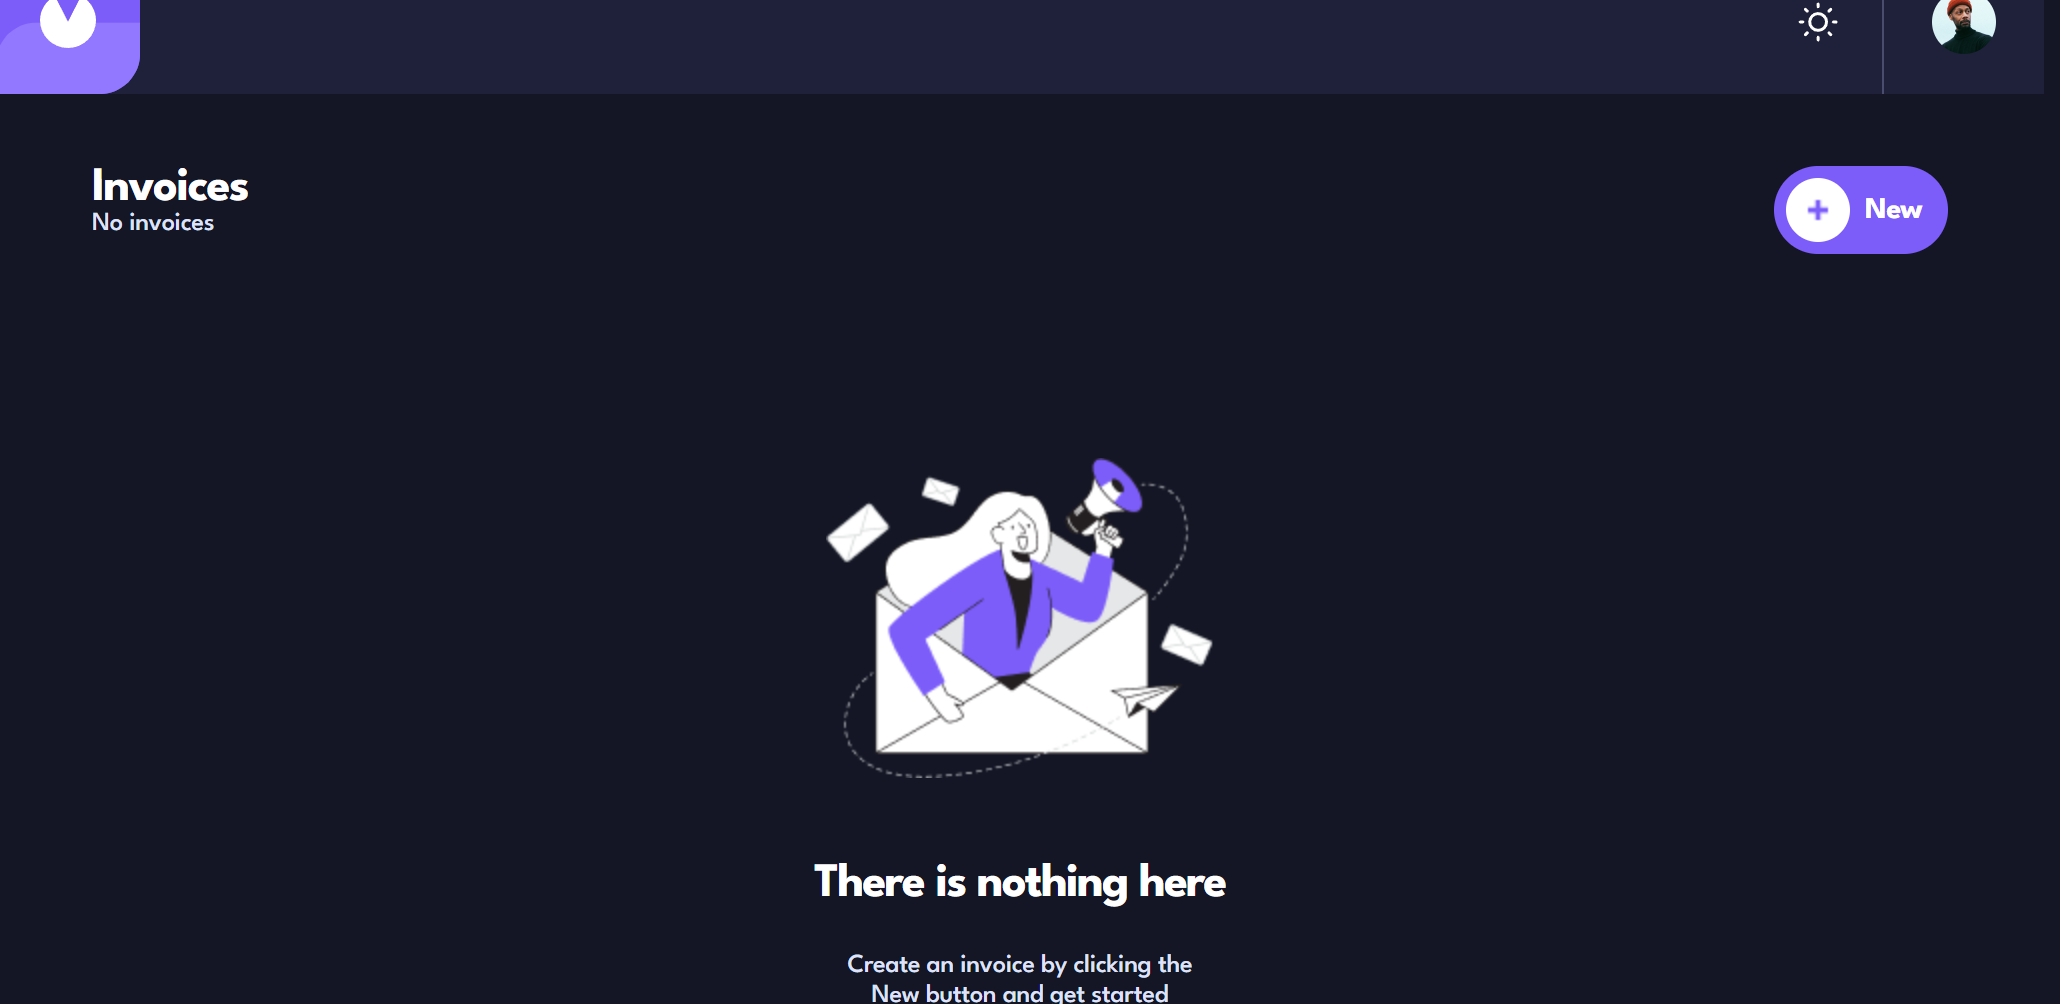 Invoices
No invoices
New
There is nothing here
Create an invoice by clicking the
New button and get started